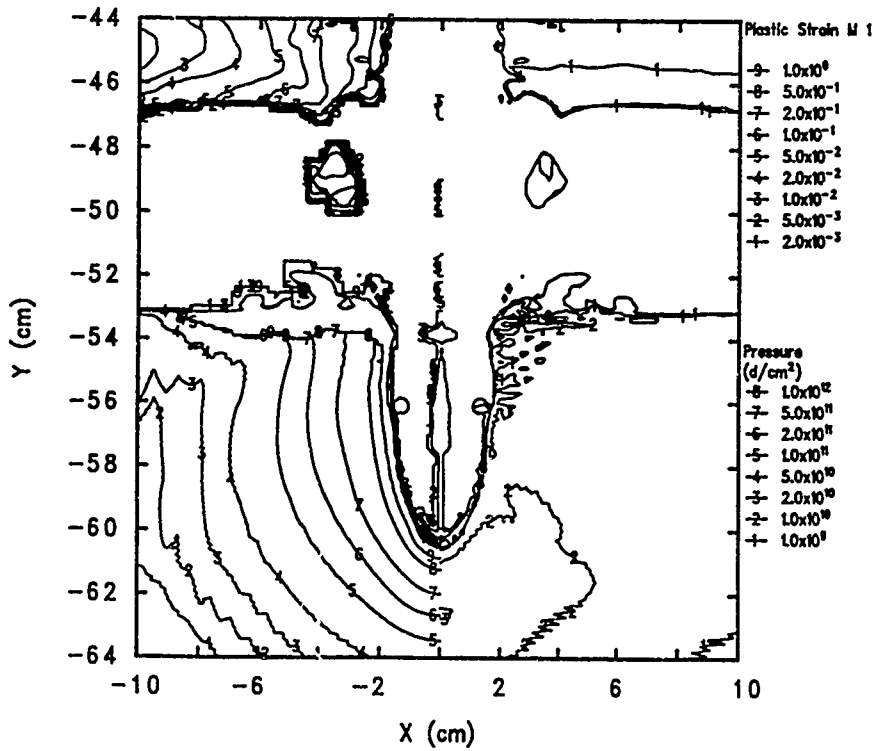 Plastic Strain M 1
9 1.0x10⁰
8 5.0x10⁻¹
7 2.0x10⁻¹
6 1.0x10⁻¹
5 5.0x10⁻²
4 2.0x10⁻²
3 1.0x10⁻²
2 5.0x10⁻³
1 2.0x10⁻³
Pressure
(d/cm²)
8 1.0x10¹²
7 5.0x10¹¹
6 2.0x10¹¹
5 1.0x10¹¹
4 5.0x10¹⁰
3 2.0x10¹⁰
2 1.0x10¹⁰
1 1.0x10⁹
Y (cm)
-44
-46
-48
-50
-52
-54
-56
-58
-60
-62
-64
-10
-6
-2
2
6
10
X (cm)